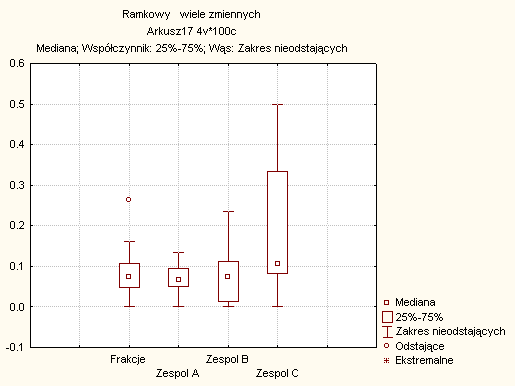 Ramkowy   wiele zmiennych
Arkusz17 4v*100c
Mediana; Współczynnik: 25%-75%; Wąs: Zakres nieodstających
0.6
0.5
0.4
0.3
0.2
0.1
0.0
-0.1
Frakcje
Zespol A
Zespol B
Zespol C
Mediana
25%-75%
Zakres nieodstających
Odstające
Ekstremalne